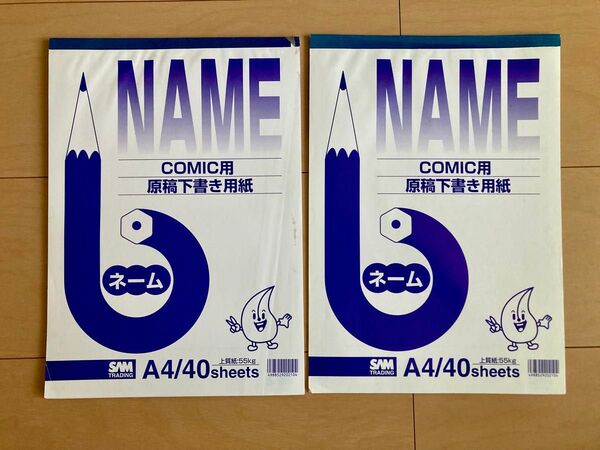 NAME
COMIC用
原稿下書き用紙
ネーム
上質紙:55kg
SAM
TRADING
A4/40sheets
4988529202104
NAME
COMIC用
原稿下書き用紙
ネーム
上質紙:55kg
SAM
TRADING
A4/40sheets
4988529202104